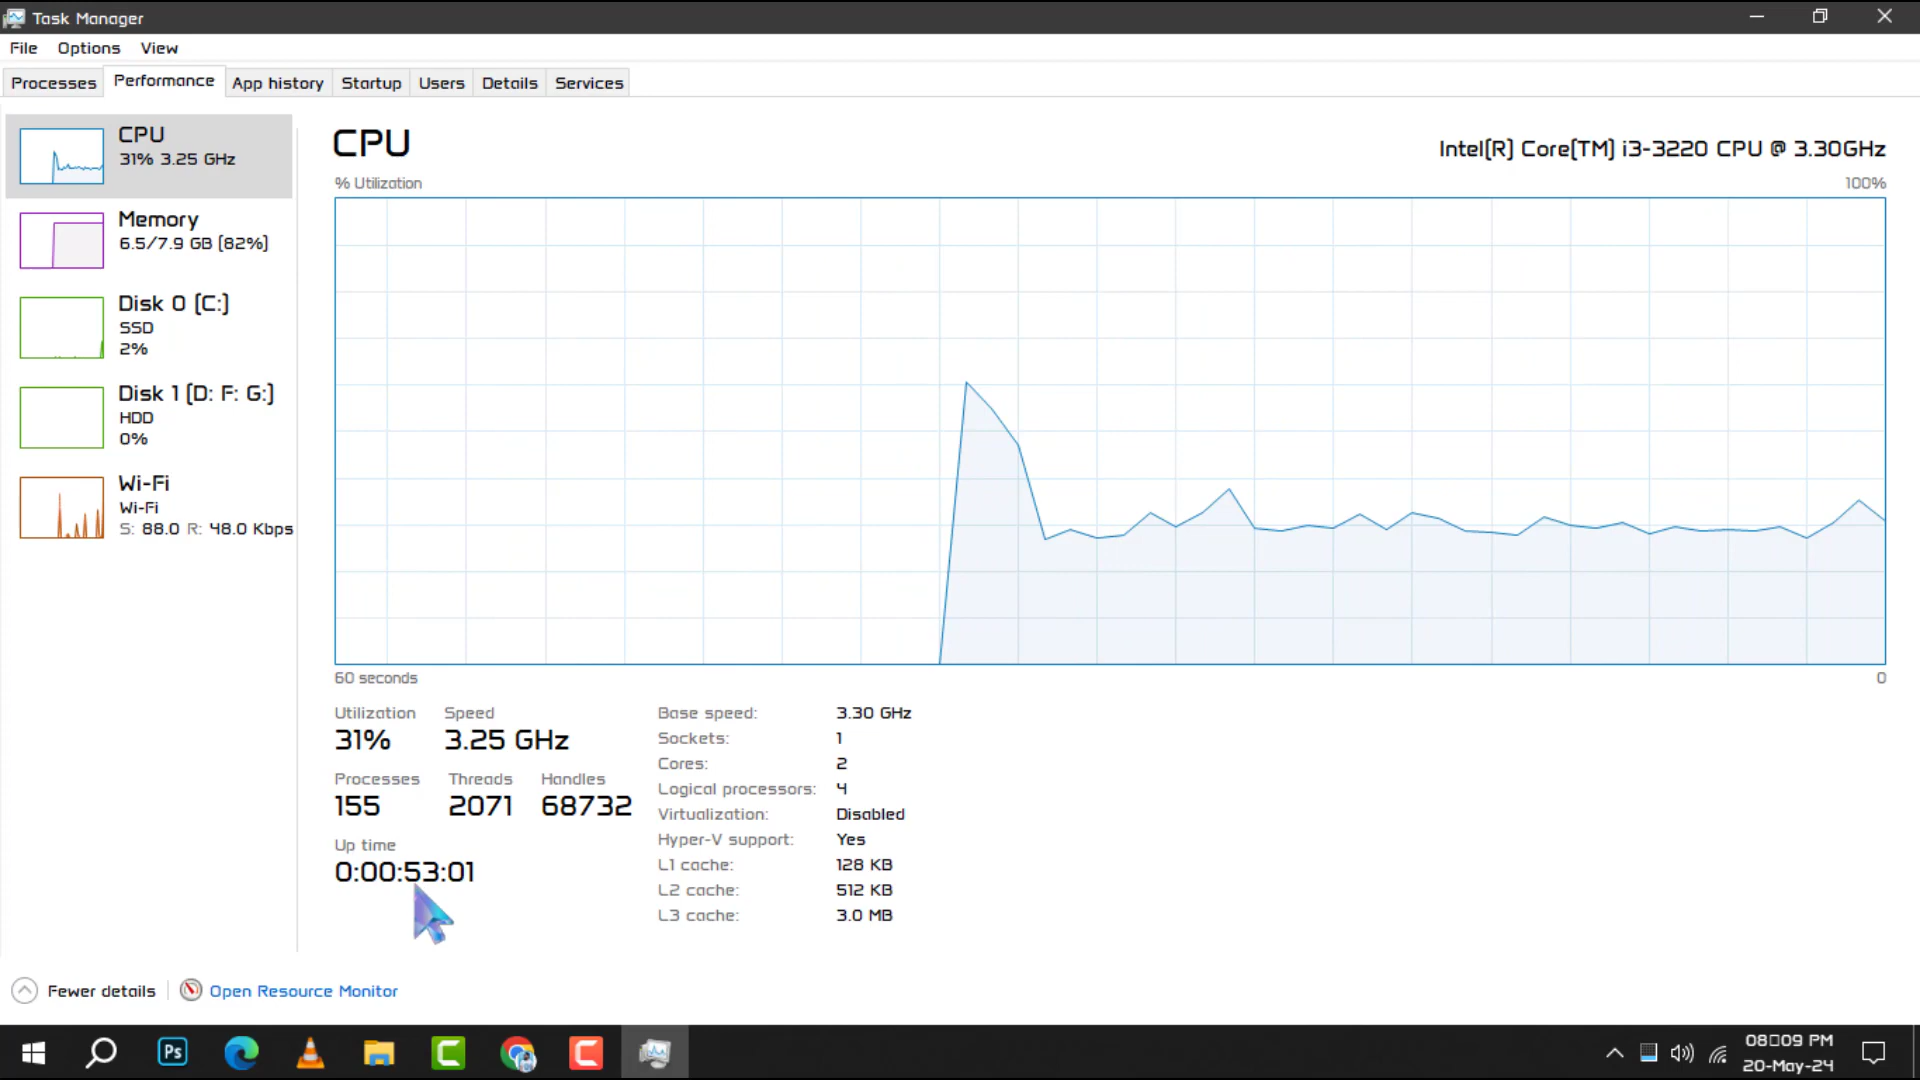 Task Manager
File Options View
Processes Performance App history Startup Users Details Services
CPU
31% 3.25 GHz
Memory
6.5/7.9 GB (82%)
Disk 0 (C:)
SSD
2%
Disk 1 (D: F: G:)
HDD
0%
Wi-Fi
Wi-Fi
S: 88.0 R: 48.0 Kbps
CPU
Intel(R) Core(TM) i3-3220 CPU @ 3.30GHz
% Utilization 100%
60 seconds 0
Utilization Speed
31% 3.25 GHz
Processes Threads Handles
155 2071 68732
Up time
0:00:53:01
Base speed: 3.30 GHz
Sockets: 1
Cores: 2
Logical processors: 4
Virtualization: Disabled
Hyper-V support: Yes
L1 cache: 128 KB
L2 cache: 512 KB
L3 cache: 3.0 MB
Fewer details Open Resource Monitor
Ps
08▯09 PM
20-May-24